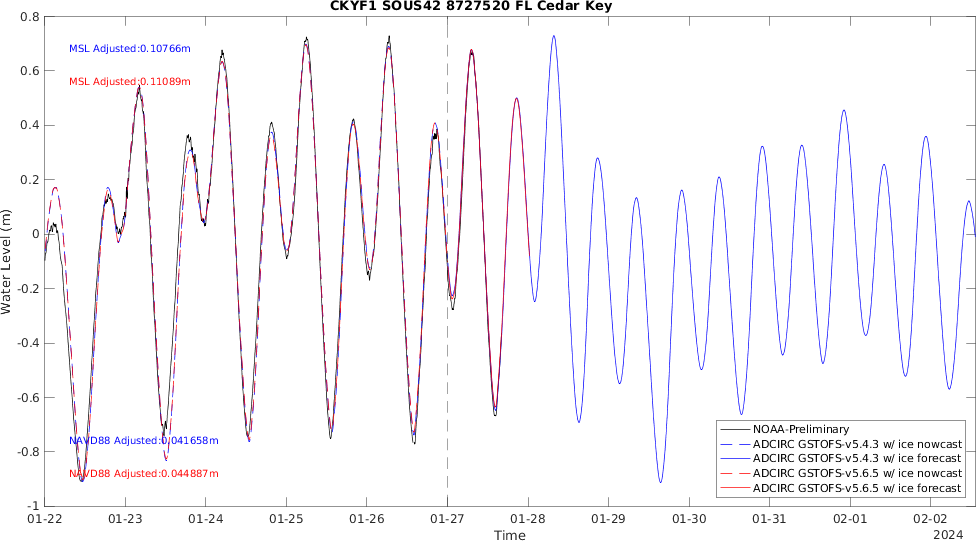 CKYF1 SOUS42 8727520 FL Cedar Key
0.8
0.6
0.4
0.2
0
-0.2
-0.4
-0.6
-0.8
-1
Water Level (m)
MSL Adjusted:0.10766m
MSL Adjusted:0.11089m
NAVD88 Adjusted:0.041658m
NAVD88 Adjusted:0.044887m
NOAA-Preliminary
ADCIRC GSTOFS-v5.4.3 w/ ice nowcast
ADCIRC GSTOFS-v5.4.3 w/ ice forecast
ADCIRC GSTOFS-v5.6.5 w/ ice nowcast
ADCIRC GSTOFS-v5.6.5 w/ ice forecast
01-22 01-23 01-24 01-25 01-26 01-27 01-28 01-29 01-30 01-31 02-01 02-02
Time
2024